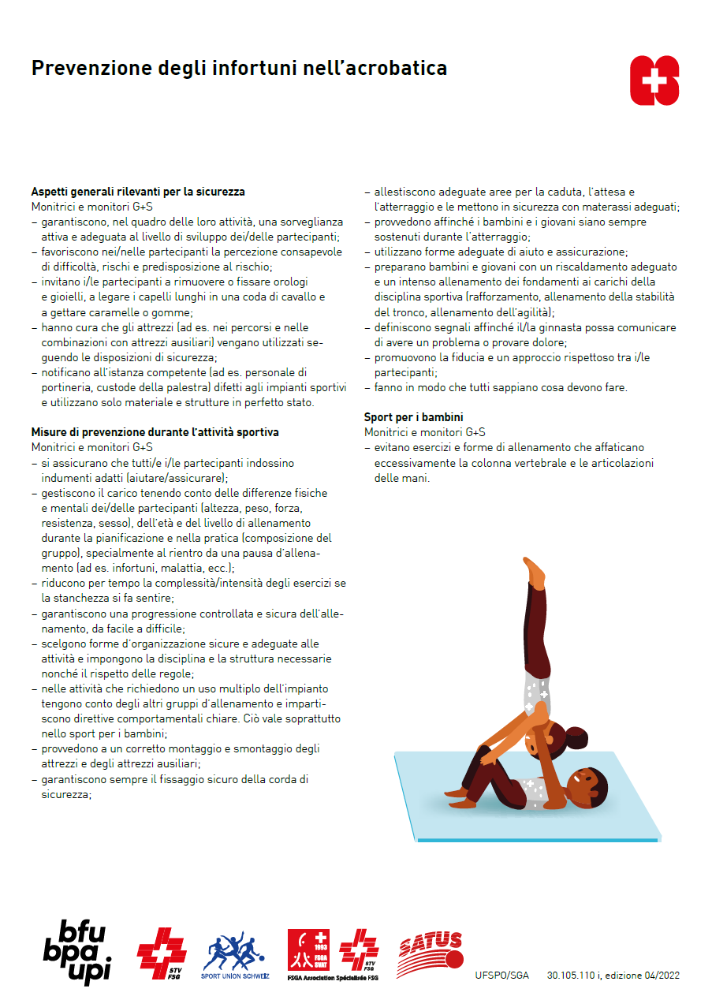 Prevenzione degli infortuni nell’acrobatica
Aspetti generali rilevanti per la sicurezza
Monitrici e monitori G+S
– garantiscono, nel quadro delle loro attività, una sorveglianza
attiva e adeguata al livello di sviluppo dei/delle partecipanti;
– favoriscono nei/nelle partecipanti la percezione consapevole
di difficoltà, rischi e predisposizione al rischio;
– invitano i/le partecipanti a rimuovere o fissare orologi
e gioielli, a legare i capelli lunghi in una coda di cavallo e
a gettare caramelle o gomme;
– hanno cura che gli attrezzi (ad es. nei percorsi e nelle
combinazioni con attrezzi ausiliari) vengano utilizzati se-
guendo le disposizioni di sicurezza;
– notificano all’istanza competente (ad es. personale di
portineria, custode della palestra) difetti agli impianti sportivi
e utilizzano solo materiale e strutture in perfetto stato.
Misure di prevenzione durante l’attività sportiva
Monitrici e monitori G+S
– si assicurano che tutti/e i/le partecipanti indossino
indumenti adatti (aiutare/assicurare);
– gestiscono il carico tenendo conto delle differenze fisiche
e mentali dei/delle partecipanti (altezza, peso, forza,
resistenza, sesso), dell’età e del livello di allenamento
durante la pianificazione e nella pratica (composizione del
gruppo), specialmente al rientro da una pausa d’allena-
mento (ad es. infortuni, malattia, ecc.);
– riducono per tempo la complessità/intensità degli esercizi se
la stanchezza si fa sentire;
– garantiscono una progressione controllata e sicura dell’alle-
namento, da facile a difficile;
– scelgono forme d’organizzazione sicure e adeguate alle
attività e impongono la disciplina e la struttura necessarie
nonché il rispetto delle regole;
– nelle attività che richiedono un uso multiplo dell’impianto
tengono conto degli altri gruppi d’allenamento e imparti-
scono direttive comportamentali chiare. Ciò vale soprattutto
nello sport per i bambini;
– provvedono a un corretto montaggio e smontaggio degli
attrezzi e degli attrezzi ausiliari;
– garantiscono sempre il fissaggio sicuro della corda di
sicurezza;
– allestiscono adeguate aree per la caduta, l’attesa e
l’atterraggio e le mettono in sicurezza con materassi adeguati;
– provvedono affinché i bambini e i giovani siano sempre
sostenuti durante l’atterraggio;
– utilizzano forme adeguate di aiuto e assicurazione;
– preparano bambini e giovani con un riscaldamento adeguato
e un intenso allenamento dei fondamenti ai carichi della
disciplina sportiva (rafforzamento, allenamento della stabilità
del tronco, allenamento dell’agilità);
– definiscono segnali affinché il/la ginnasta possa comunicare
di avere un problema o provare dolore;
– promuovono la fiducia e un approccio rispettoso tra i/le
partecipanti;
– fanno in modo che tutti sappiano cosa devono fare.
Sport per i bambini
Monitrici e monitori G+S
– evitano esercizi e forme di allenamento che affaticano
eccessivamente la colonna vertebrale e le articolazioni
delle mani.
bfu
bpa
upi
STV
FSG
SPORT UNION SCHWEIZ
1993
FSGA
SVAT
STV
FSG
FSGA Association Spécialisée FSG
SATUS
UFSPO/SGA 30.105.110 i, edizione 04/2022